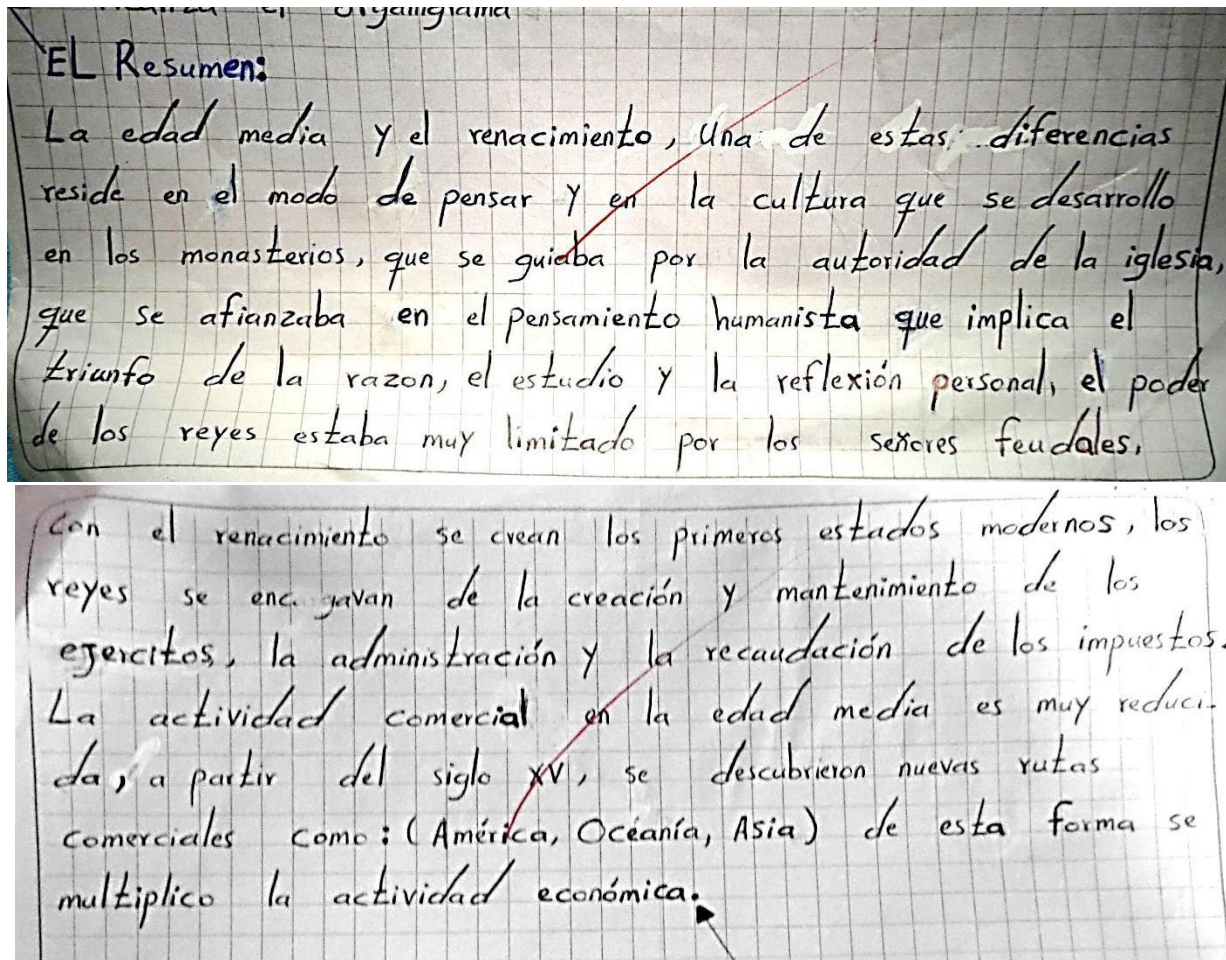 organigrama
EL Resumen:
La edad media y el renacimiento, una de estas diferencias
reside en el modo de pensar y en la cultura que se desarrollo
en los monasterios, que se guiaba por la autoridad de la iglesia,
que se afianzaba en el pensamiento humanista que implica el
triunfo de la razon, el estudio y la reflexión personal, el poder
de los reyes estaba muy limitado por los señores feudales,
Con el renacimiento se crean los primeros estados modernos, los
reyes se de la creación y mantenimiento de los
ejercitos, la administración y la recaudación de los impuestos.
La actividad comercial en la edad media es muy reduci-
da, a partir del siglo XV, se descubrieron nuevas rutas
comerciales como: (América, Océanía, Asia) de esta forma se
multiplico la actividad económica.